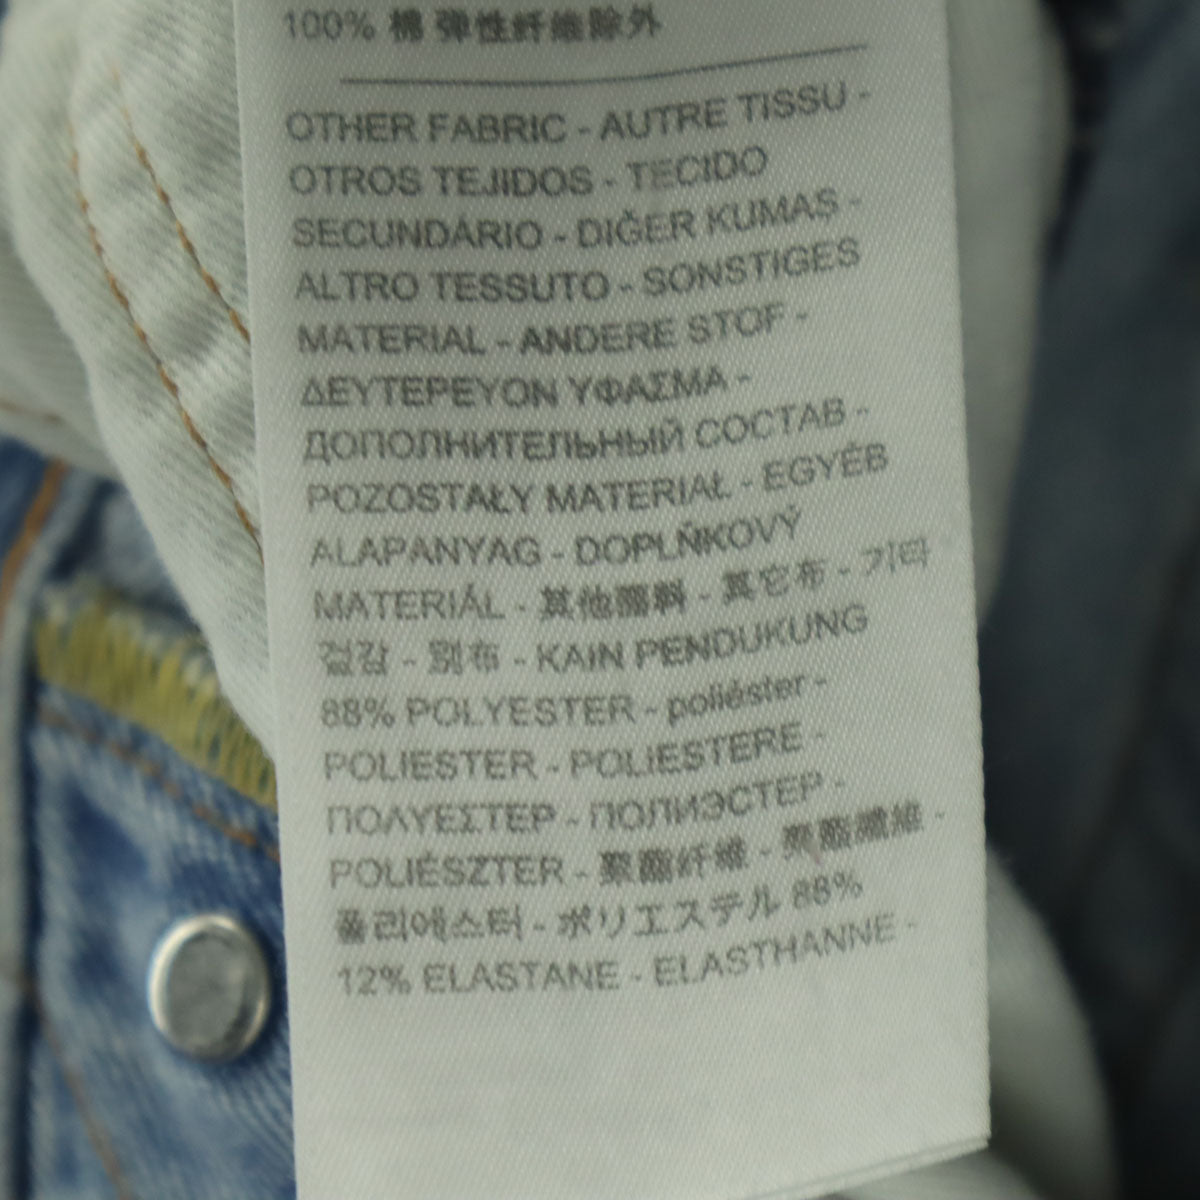 100% 棉 弹性纤维除外
OTHER FABRIC - AUTRE TISSU -
OTROS TEJIDOS - TECIDO
SECUNDÁRIO - DIĞER KUMAS -
ALTRO TESSUTO - SONSTIGES
MATERIAL - ANDERE STOF -
ΔΕΥΤΕΡΕΥΟΝ ΥΦΑΣΜΑ -
ДОПОЛНИТЕЛЬНЫЙ СОСТАВ -
POZOSTAŁY MATERIAŁ - EGYÉB
ALAPANYAG - DOPLŇKOVÝ
MATERIÁL - 其他面料 - 其它布 - 기타
겉감 - 別布 - KAIN PENDUKUNG
88% POLYESTER - poliéster -
POLIESTER - POLIESTERE -
ΠΟΛΥΕΣΤΕΡ - ПОЛИЭСТЕР -
POLIÉSZTER - 聚酯纤维 - 聚酯纖維 -
폴리에스터 - ポリエステル 88%
12% ELASTANE - ELASTHANNE -